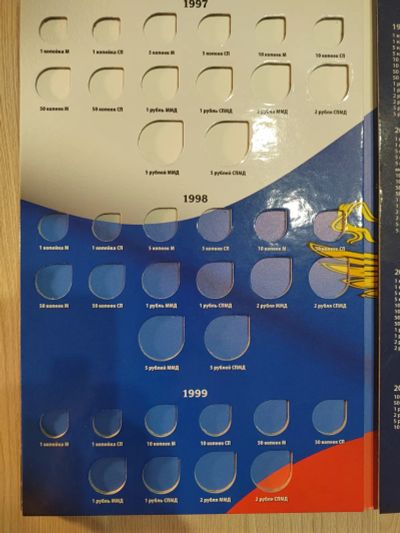 1997
1 копейка М 1 копейка СП 5 копеек М 5 копеек СП 10 копеек М 10 копеек СП
50 копеек М 50 копеек СП 1 рубль ММД 1 рубль СПМД 2 рубля ММД 2 рубля СПМД
5 рублей ММД 5 рублей СПМД
1998
1 копейка М 1 копейка СП 5 копеек М 5 копеек СП 10 копеек М 10 копеек СП
50 копеек М 50 копеек СП 1 рубль ММД 1 рубль СПМД 2 рубля ММД 2 рубля СПМД
5 рублей ММД 5 рублей СПМД
1999
1 копейка М 1 копейка СП 10 копеек М 10 копеек СП 50 копеек М 50 копеек СП
1 рубль ММД 1 рубль СПМД 2 рубля ММД 2 рубля СПМД